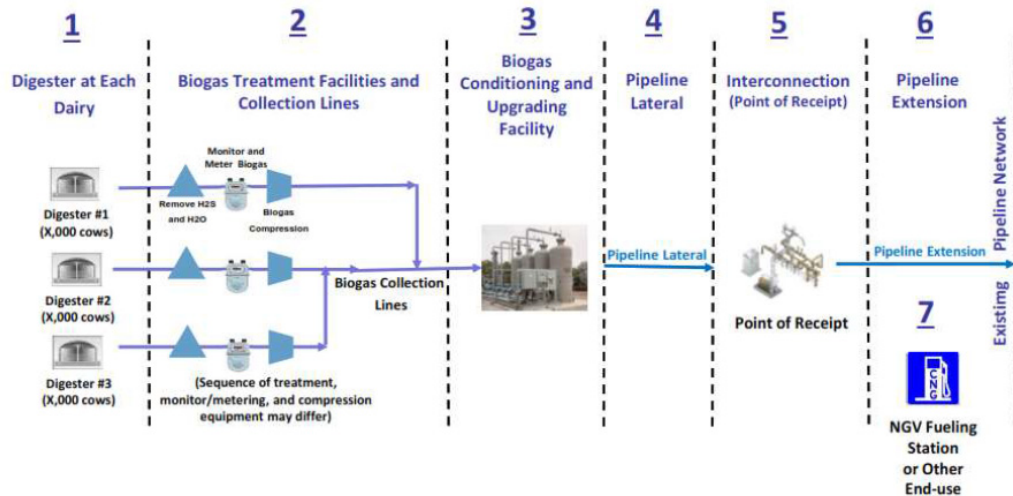 1
2
3
4
5
6
Digester at Each
Dairy
Biogas Treatment Facilities and
Collection Lines
Biogas
Conditioning and
Upgrading
Facility
Pipeline
Lateral
Interconnection
(Point of Receipt)
Pipeline
Extension
Digester #1
(X,000 cows)
Remove H2S
and H2O
Monitor and
Meter Biogas
Biogas
Compression
Digester #2
(X,000 cows)
Biogas Collection
Lines
Digester #3
(X,000 cows)
(Sequence of treatment,
monitor/metering, and compression
equipment may differ)
Pipeline Lateral
Point of Receipt
Pipeline Extension
7
CNG
NGV Fueling
Station
or Other
End-use
Existimg Pipeline Network